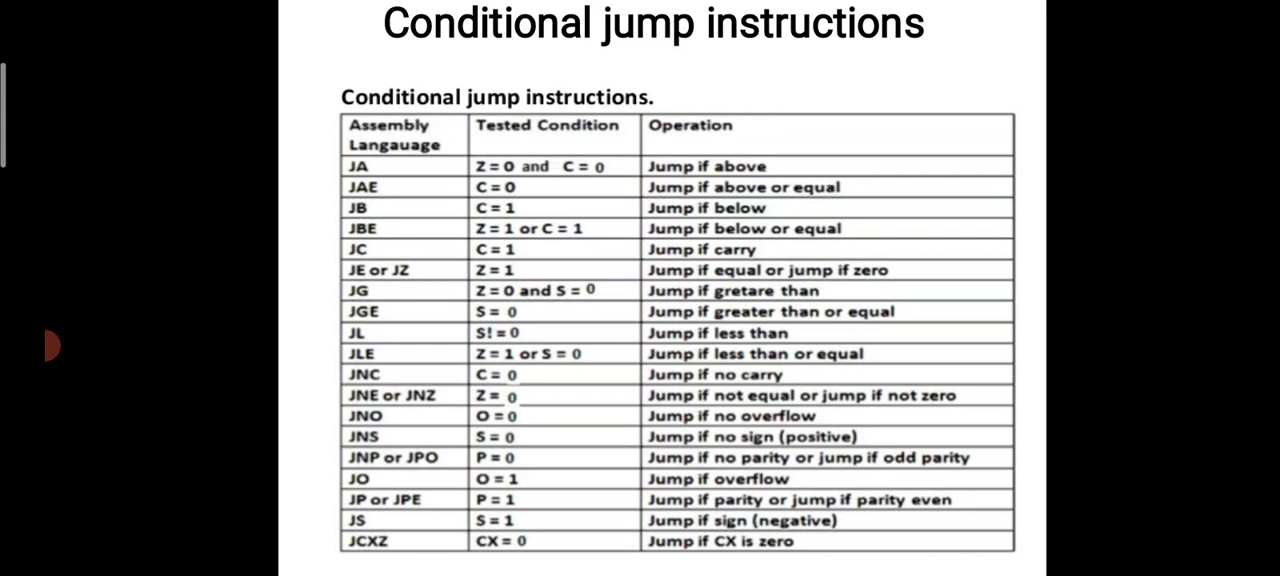 Conditional jump instructions
Conditional jump instructions.
Assembly Langauage Tested Condition Operation
JA Z = 0 and C = 0 Jump if above
JAE C = 0 Jump if above or equal
JB C = 1 Jump if below
JBE Z = 1 or C = 1 Jump if below or equal
JC C = 1 Jump if carry
JE or JZ Z = 1 Jump if equal or jump if zero
JG Z = 0 and S = 0 Jump if gretare than
JGE S = 0 Jump if greater than or equal
JL S! = 0 Jump if less than
JLE Z = 1 or S = 0 Jump if less than or equal
JNC C = 0 Jump if no carry
JNE or JNZ Z = 0 Jump if not equal or jump if not zero
JNO O = 0 Jump if no overflow
JNS S = 0 Jump if no sign (positive)
JNP or JPO P = 0 Jump if no parity or jump if odd parity
JO O = 1 Jump if overflow
JP or JPE P = 1 Jump if parity or jump if parity even
JS S = 1 Jump if sign (negative)
JCXZ CX = 0 Jump if CX is zero